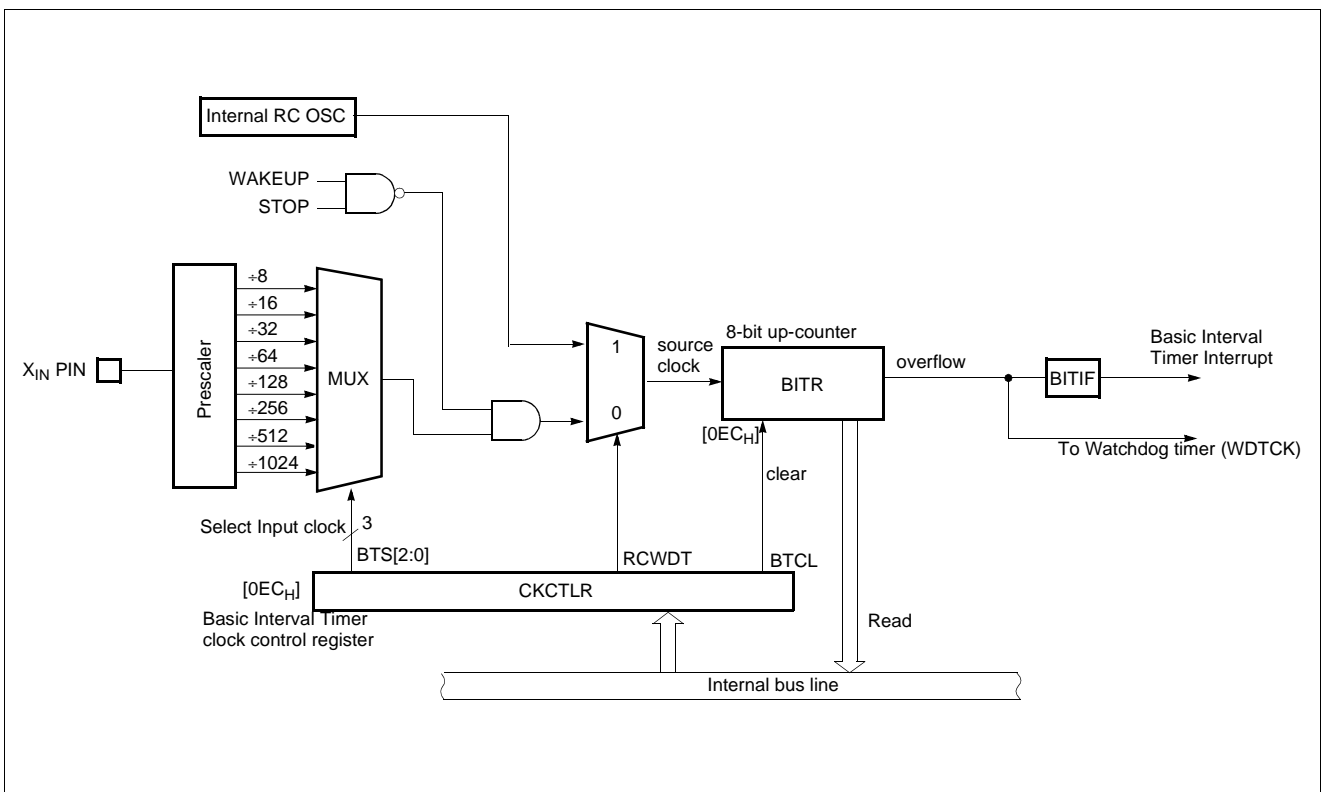 Internal RC OSC
WAKEUP
STOP
XIN PIN
Prescaler
÷8
÷16
÷32
÷64
÷128
÷256
÷512
÷1024
MUX
1
0
source
clock
8-bit up-counter
BITR
[0ECH]
overflow
BITIF
Basic Interval
Timer Interrupt
To Watchdog timer (WDTCK)
clear
Select Input clock
3
BTS[2:0]
RCWDT
BTCL
[0ECH]
CKCTLR
Basic Interval Timer
clock control register
Read
Internal bus line